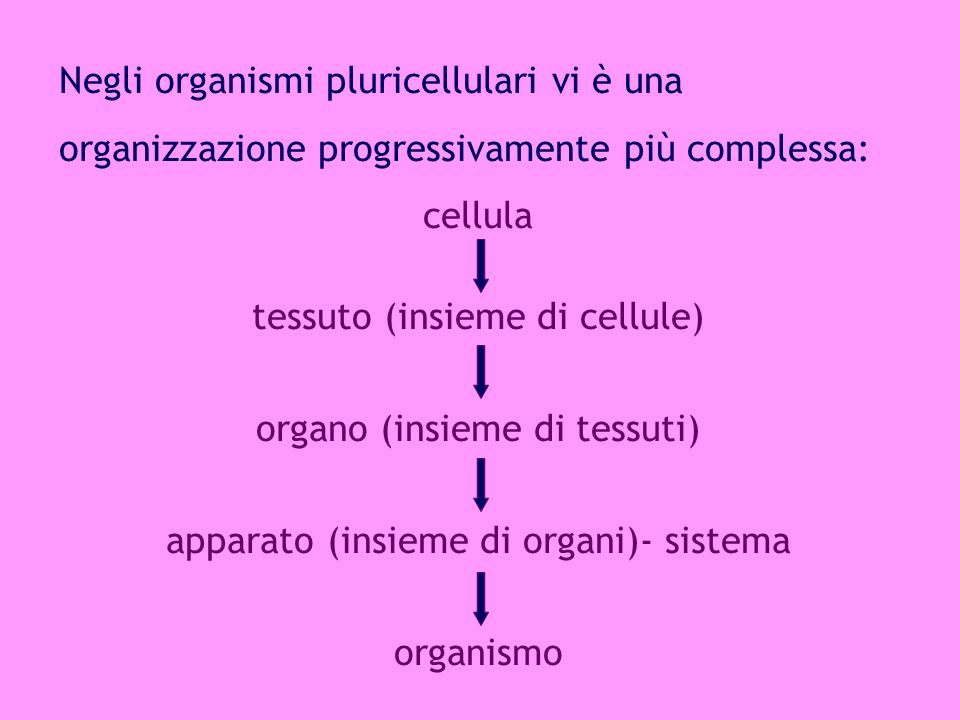 Negli organismi pluricellulari vi è una
organizzazione progressivamente più complessa:
cellula
tessuto (insieme di cellule)
organo (insieme di tessuti)
apparato (insieme di organi)- sistema
organismo